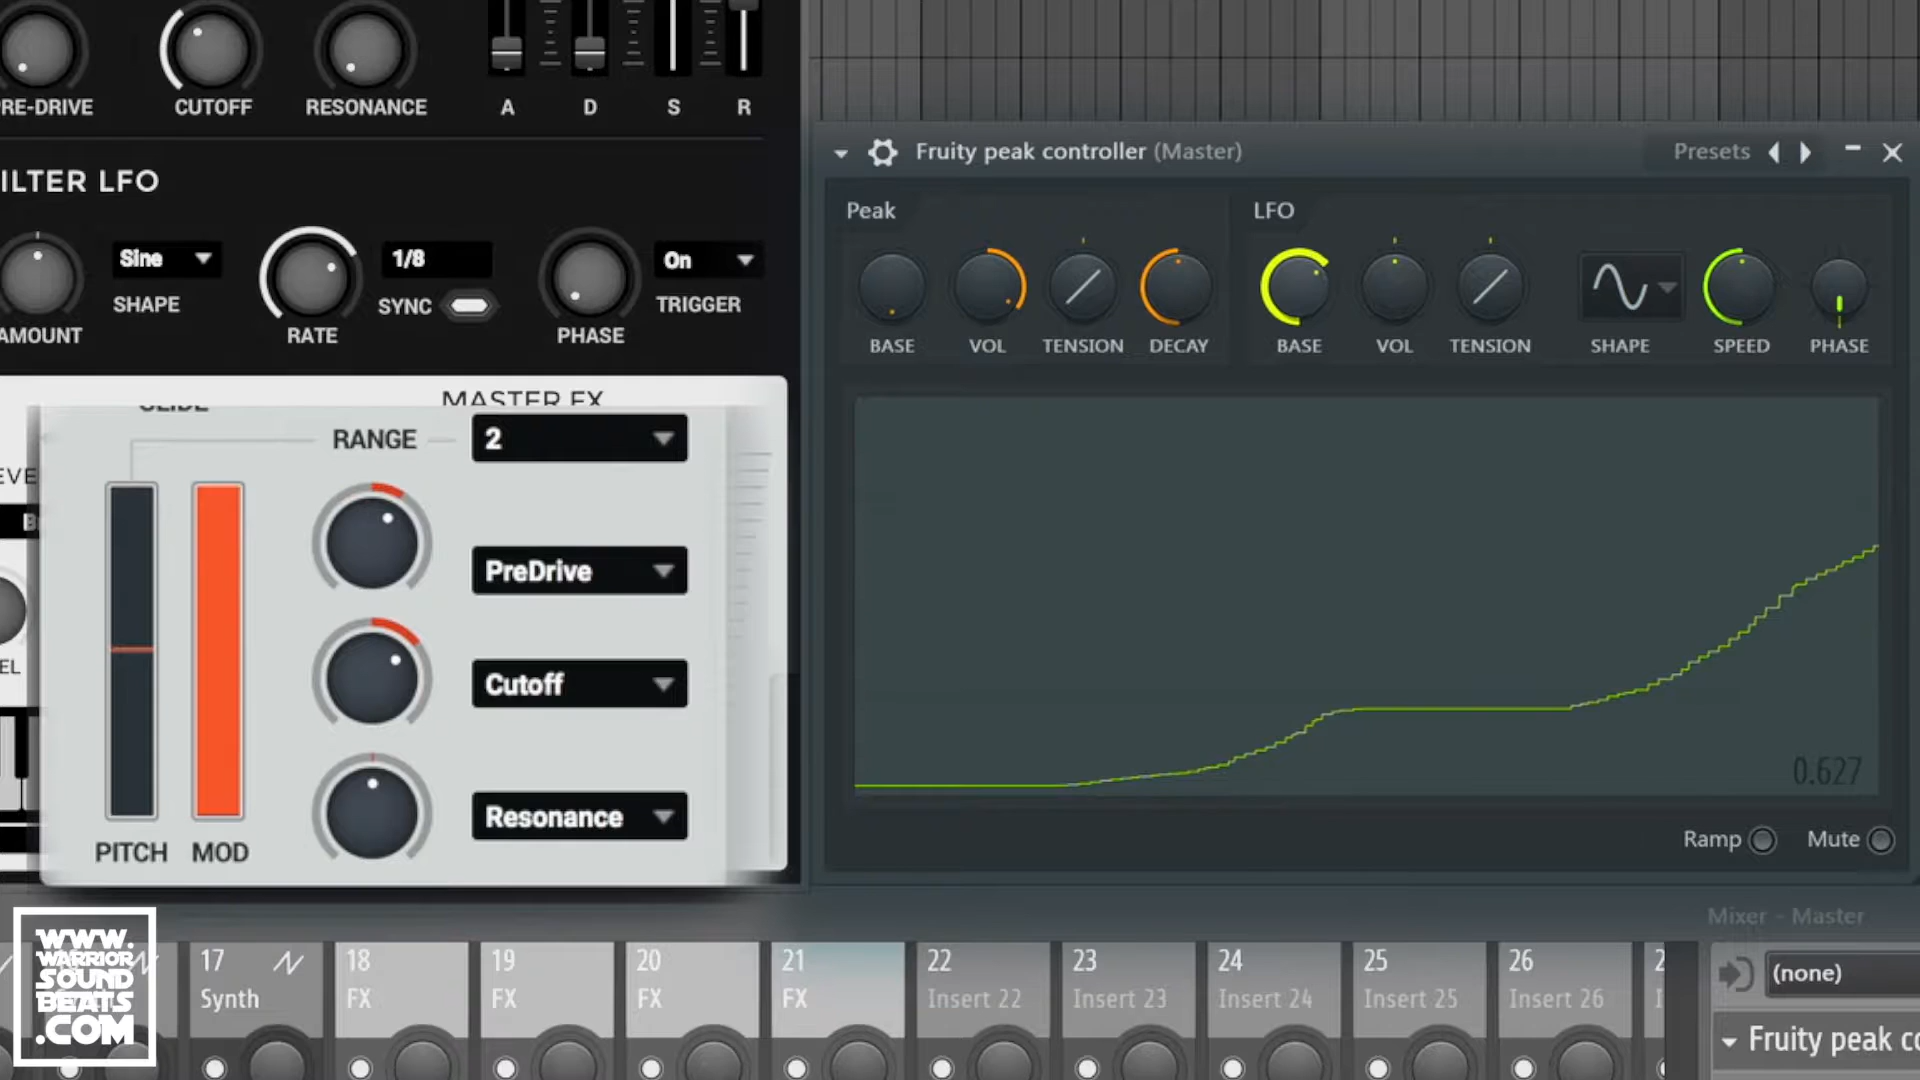 RE-DRIVE
CUTOFF
RESONANCE
A
D
S
R
ILTER LFO
Sine
1/8
On
SHAPE
SYNC
TRIGGER
AMOUNT
RATE
PHASE
MASTER FX
RANGE
2
PreDrive
Cutoff
Resonance
PITCH
MOD
EVE
EL
Fruity peak controller (Master)
Presets
Peak
LFO
BASE
VOL
TENSION
DECAY
BASE
VOL
TENSION
SHAPE
SPEED
PHASE
0.627
Ramp
Mute
Mixer - Master
WWW.
WARRIOR
SOUND
BEATS
.COM
17
Synth
18
FX
19
FX
20
FX
21
FX
22
Insert 22
23
Insert 23
24
Insert 24
25
Insert 25
26
Insert 26
2
(none)
Fruity peak co